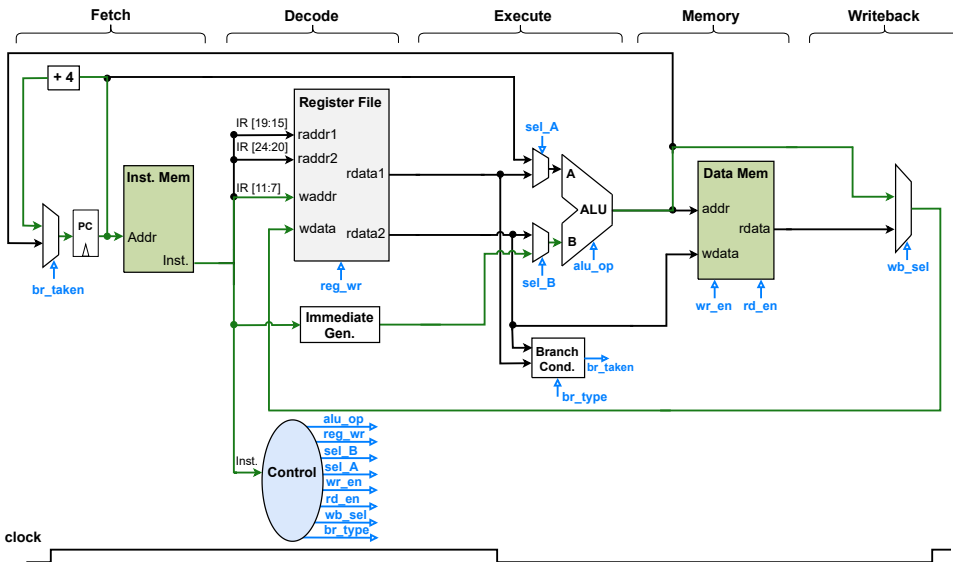 Fetch
Decode
Execute
Memory
Writeback
+ 4
Register File
IR [19:15]
raddr1
IR [24:20]
raddr2
rdata1
IR [11:7]
waddr
wdata
rdata2
reg_wr
Inst. Mem
Addr
Inst.
PC
br_taken
sel_A
A
ALU
B
sel_B
alu_op
Data Mem
addr
rdata
wdata
wr_en
rd_en
wb_sel
Immediate
Gen.
Branch
Cond.
br_taken
br_type
Inst.
Control
alu_op
reg_wr
sel_B
sel_A
wr_en
rd_en
wb_sel
br_type
clock